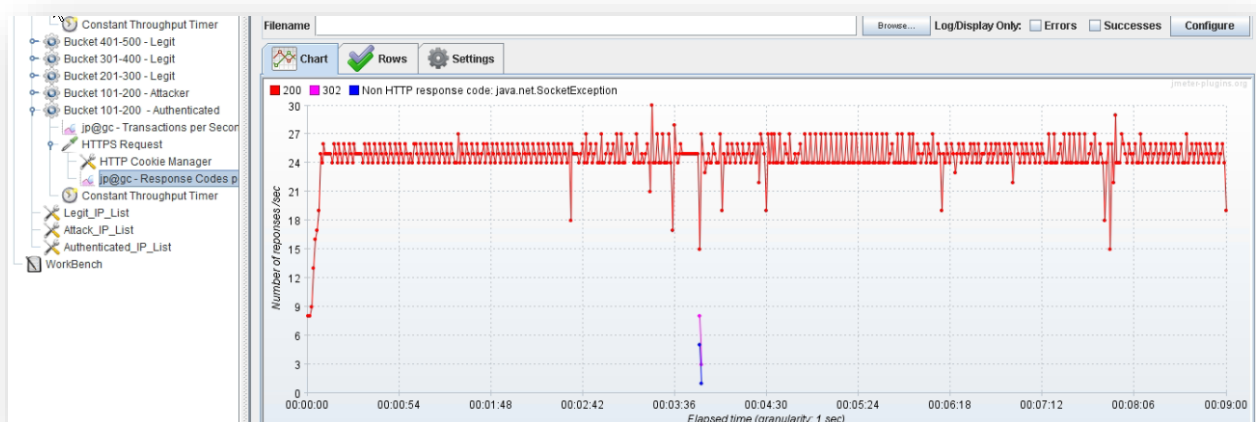 Constant Throughput Timer
Bucket 401-500 - Legit
Bucket 301-400 - Legit
Bucket 201-300 - Legit
Bucket 101-200 - Attacker
Bucket 101-200 - Authenticated
jp@gc - Transactions per Secon
HTTPS Request
HTTP Cookie Manager
jp@gc - Response Codes p
Constant Throughput Timer
Legit_IP_List
Attack_IP_List
Authenticated_IP_List
WorkBench
Filename Browse... Log/Display Only: Errors Successes Configure
Chart Rows Settings
200 302 Non HTTP response code: java.net.SocketException
jmeter-plugins.org
Number of reponses /sec
30
27
24
21
18
15
12
9
6
3
0
00:00:00 00:00:54 00:01:48 00:02:42 00:03:36 00:04:30 00:05:24 00:06:18 00:07:12 00:08:06 00:09:00
Elapsed time (granularity: 1 sec)